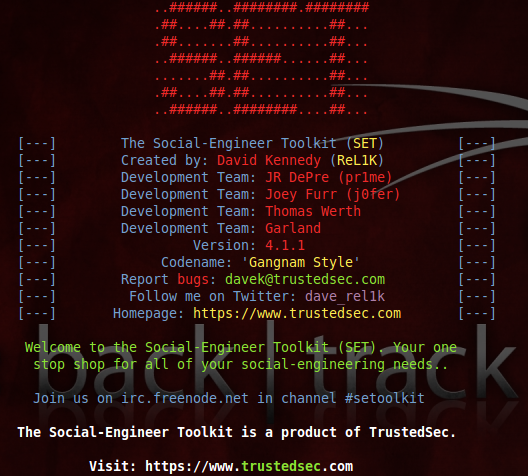 ..######..########.########
.##....##.##..........##...
.##.......##..........##...
..######..######......##...
.......##.##..........##...
.##....##.##..........##...
..######..########....##...
[---] The Social-Engineer Toolkit (SET) [---]
[---] Created by: David Kennedy (ReL1K) [---]
[---] Development Team: JR DePre (pr1me) [---]
[---] Development Team: Joey Furr (j0fer) [---]
[---] Development Team: Thomas Werth [---]
[---] Development Team: Garland [---]
[---] Version: 4.1.1 [---]
[---] Codename: 'Gangnam Style' [---]
[---] Report bugs: davek@trustedsec.com [---]
[---] Follow me on Twitter: dave_rel1k [---]
[---] Homepage: https://www.trustedsec.com [---]
back | track
Welcome to the Social-Engineer Toolkit (SET). Your one
stop shop for all of your social-engineering needs..
Join us on irc.freenode.net in channel #setoolkit
The Social-Engineer Toolkit is a product of TrustedSec.
Visit: https://www.trustedsec.com